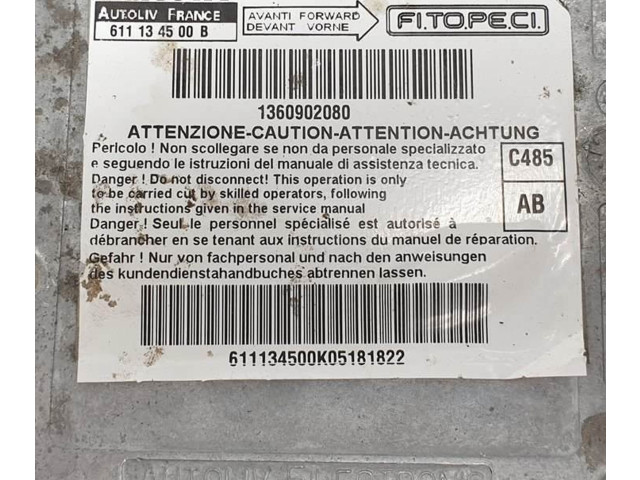 AUTOLIV FRANCE
611 13 45 00 B
AVANTI FORWARD
DEVANT VORNE
FI.TO.PE.CI.
1360902080
ATTENZIONE-CAUTION-ATTENTION-ACHTUNG
Pericolo ! Non scollegare se non da personale specializzato
e seguendo le istruzioni del manuale di assistenza tecnica.
Danger ! Do not disconnect! This operation is only
to be carried cut by skilled operators, following
the instructions given in the service manual
Danger ! Seul le personnel spécialisé est autorisé à
débrancher en se tenant aux instructions du manuel de réparation.
Gefahr ! Nur von fachpersonal und nach den anweisungen
des kundendienstahandbuches abtrennen lassen.
C485
AB
611134500K05181822
AUTOLIV ELECTRONIC